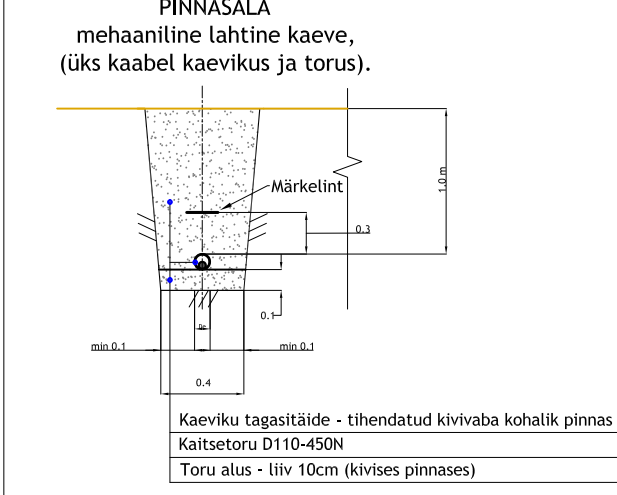 PINNASALA
mehaaniline lahtine kaeve,
(üks kaabel kaevikus ja torus).
Märkelint
1.0 m
0.3
0.1
De
min 0.1
min 0.1
0.4
Kaeviku tagasitäide - tihendatud kivivaba kohalik pinnas
Kaitsetoru D110-450N
Toru alus - liiv 10cm (kivises pinnases)